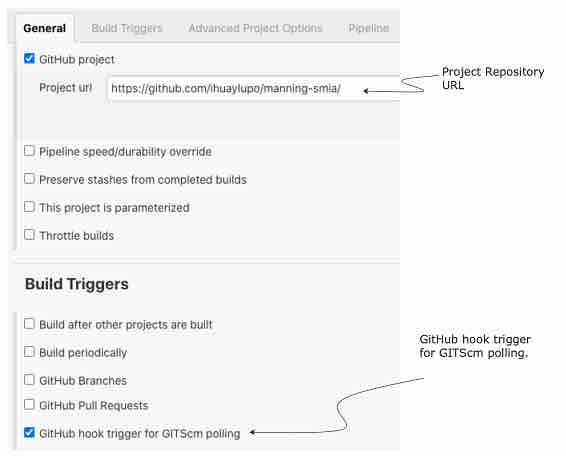 General Build Triggers Advanced Project Options Pipeline
GitHub project
Project url https://github.com/ihuaylupo/manning-smia/
Project Repository
URL
Pipeline speed/durability override
Preserve stashes from completed builds
This project is parameterized
Throttle builds
Build Triggers
Build after other projects are built
Build periodically
GitHub Branches
GitHub Pull Requests
GitHub hook trigger for GITScm polling
GitHub hook trigger
for GITScm polling.